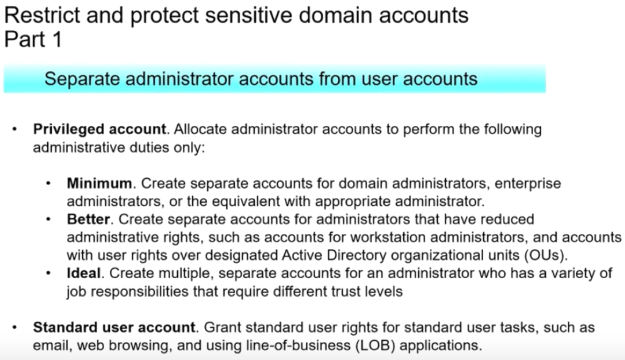 Restrict and protect sensitive domain accounts
Part 1
Separate administrator accounts from user accounts
• Privileged account. Allocate administrator accounts to perform the following
administrative duties only:
• Minimum. Create separate accounts for domain administrators, enterprise
administrators, or the equivalent with appropriate administrator.
• Better. Create separate accounts for administrators that have reduced
administrative rights, such as accounts for workstation administrators, and accounts
with user rights over designated Active Directory organizational units (OUs).
• Ideal. Create multiple, separate accounts for an administrator who has a variety of
job responsibilities that require different trust levels
• Standard user account. Grant standard user rights for standard user tasks, such as
email, web browsing, and using line-of-business (LOB) applications.